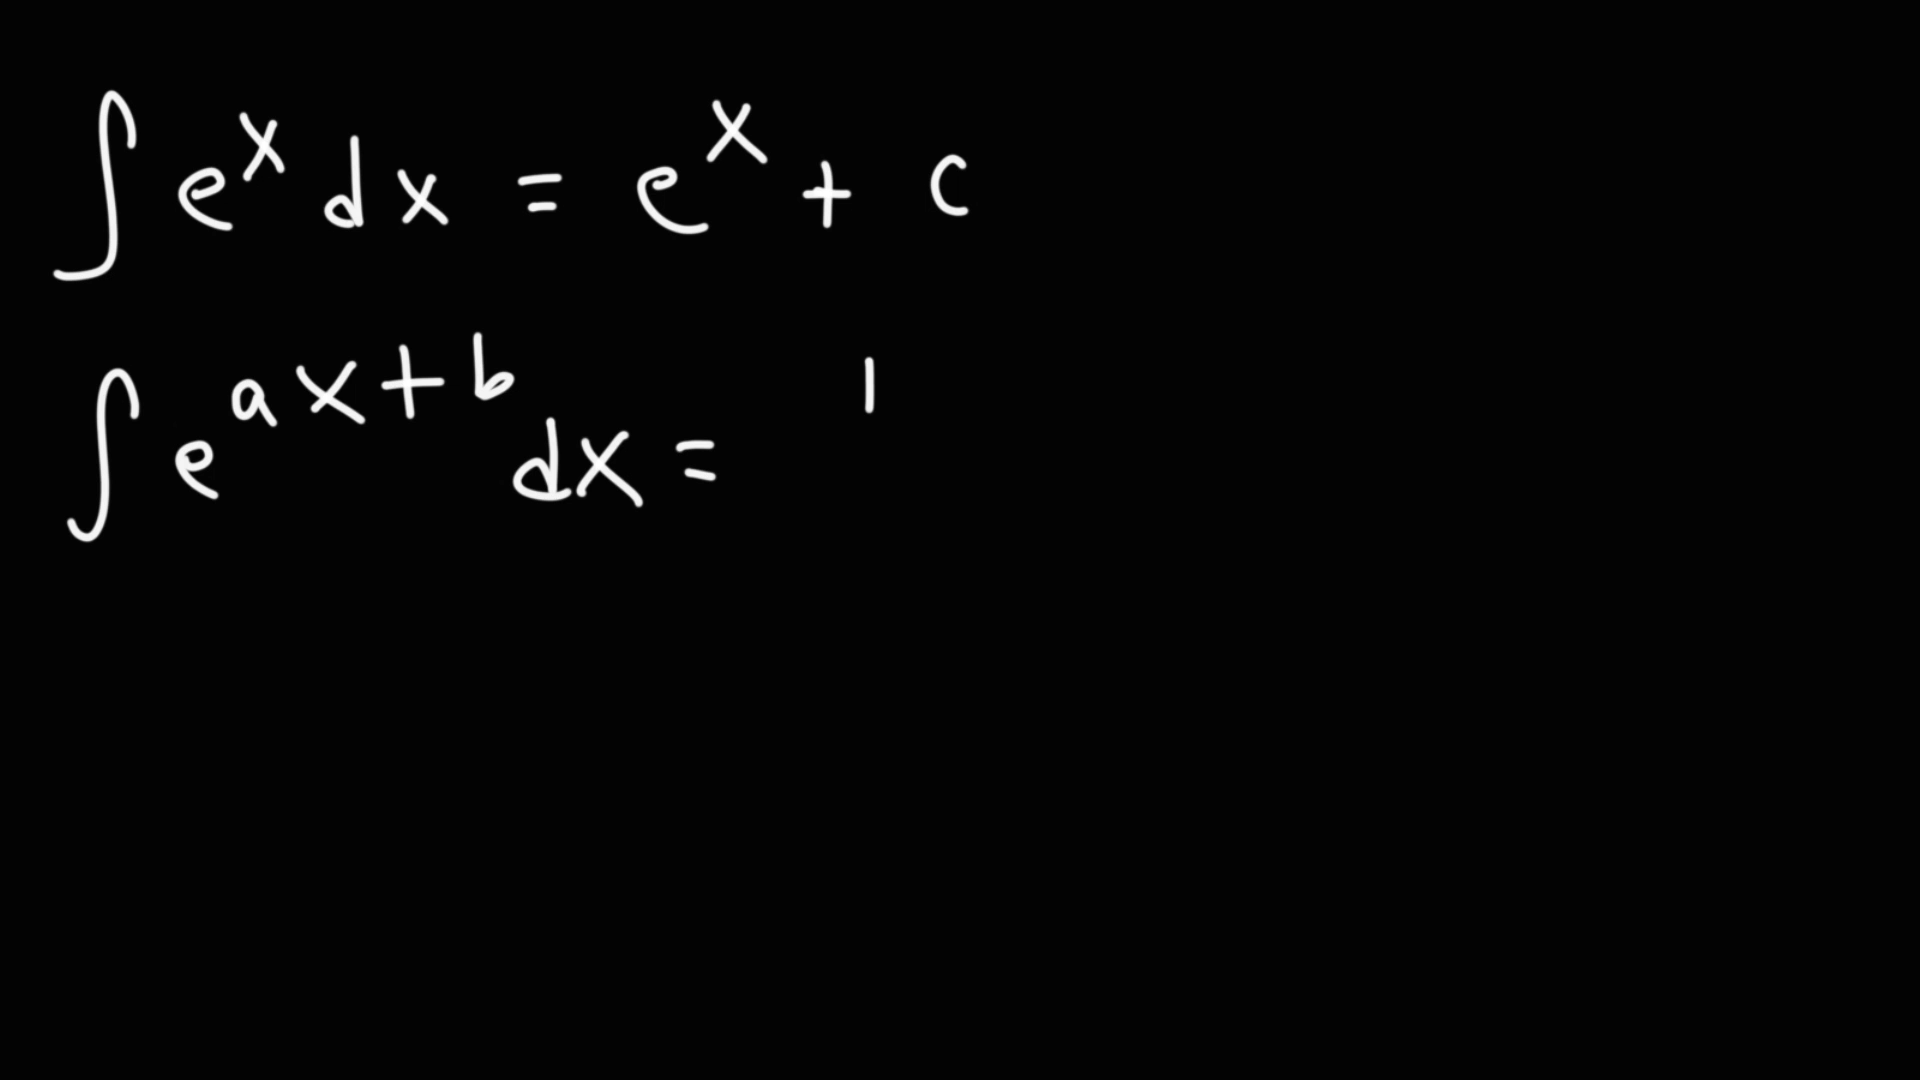 ∫ e^x dx = e^x + c
∫ e^{ax+b} dx = 1